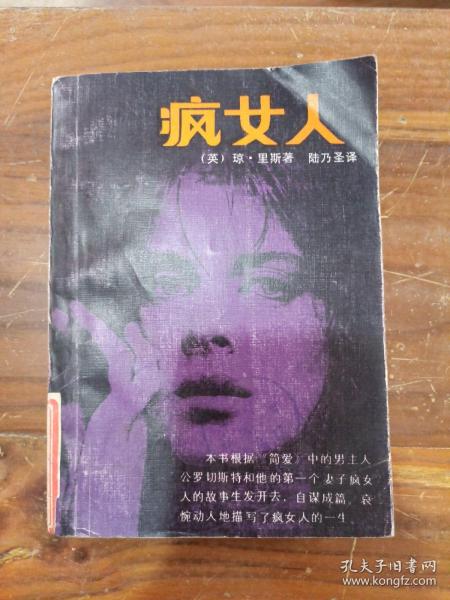 疯女人
(英) 琼·里斯著 陆乃圣译
本书根据《简爱》中的男主人
公罗切斯特和他的第一个妻子疯女
人的故事生发开去,自谋成篇。哀
惋动人地描写了疯女人的一生。
孔夫子旧书网
www.kongfz.com